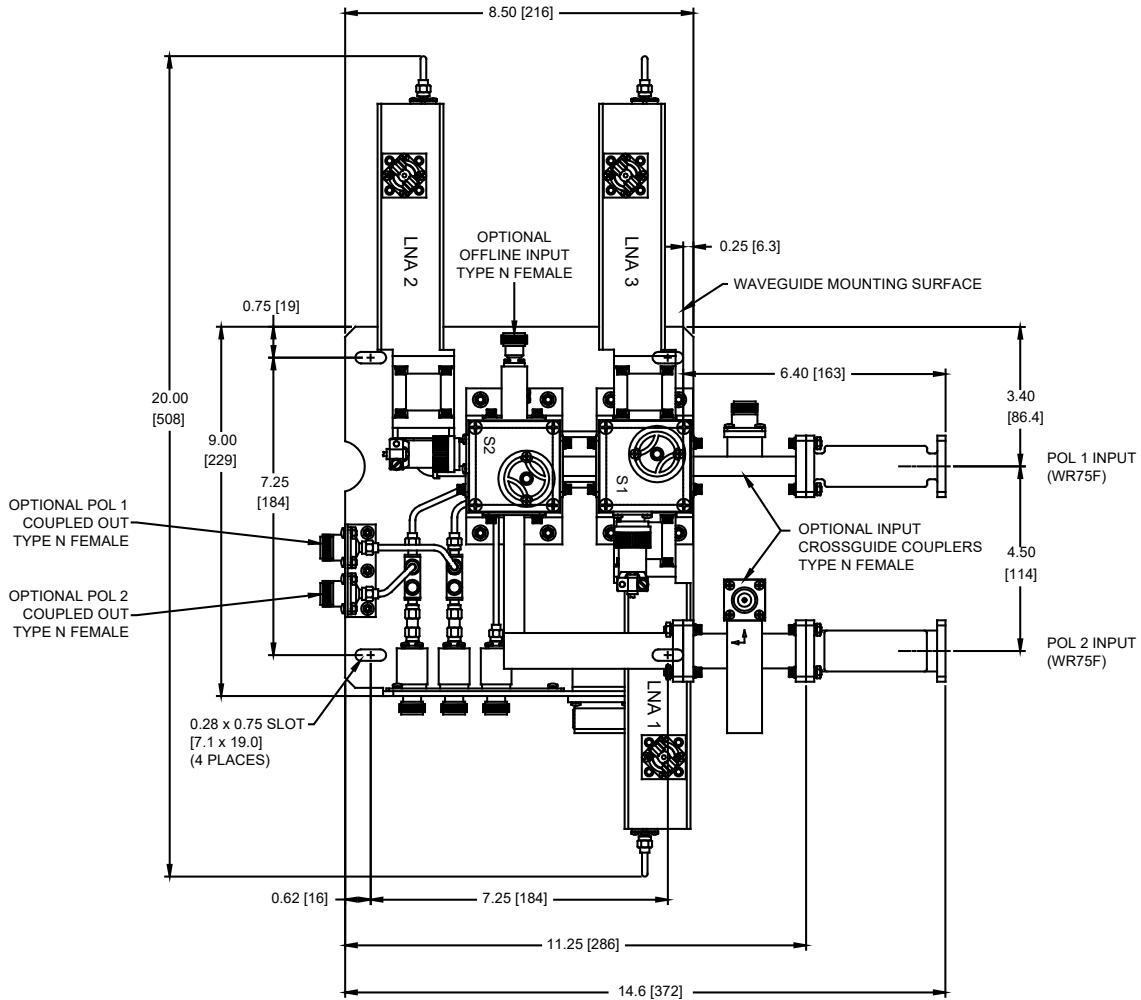 8.50 [216]
LNA 2
OPTIONAL
OFFLINE INPUT
TYPE N FEMALE
LNA 3
0.25 [6.3]
WAVEGUIDE MOUNTING SURFACE
0.75 [19]
6.40 [163]
20.00
[508]
9.00
[229]
3.40
[86.4]
S2
S1
7.25
[184]
POL 1 INPUT
(WR75F)
OPTIONAL POL 1
COUPLED OUT
TYPE N FEMALE
OPTIONAL INPUT
CROSSGUIDE COUPLERS
TYPE N FEMALE
4.50
[114]
OPTIONAL POL 2
COUPLED OUT
TYPE N FEMALE
POL 2 INPUT
(WR75F)
LNA 1
0.28 x 0.75 SLOT
[7.1 x 19.0]
(4 PLACES)
0.62 [16]
7.25 [184]
11.25 [286]
14.6 [372]